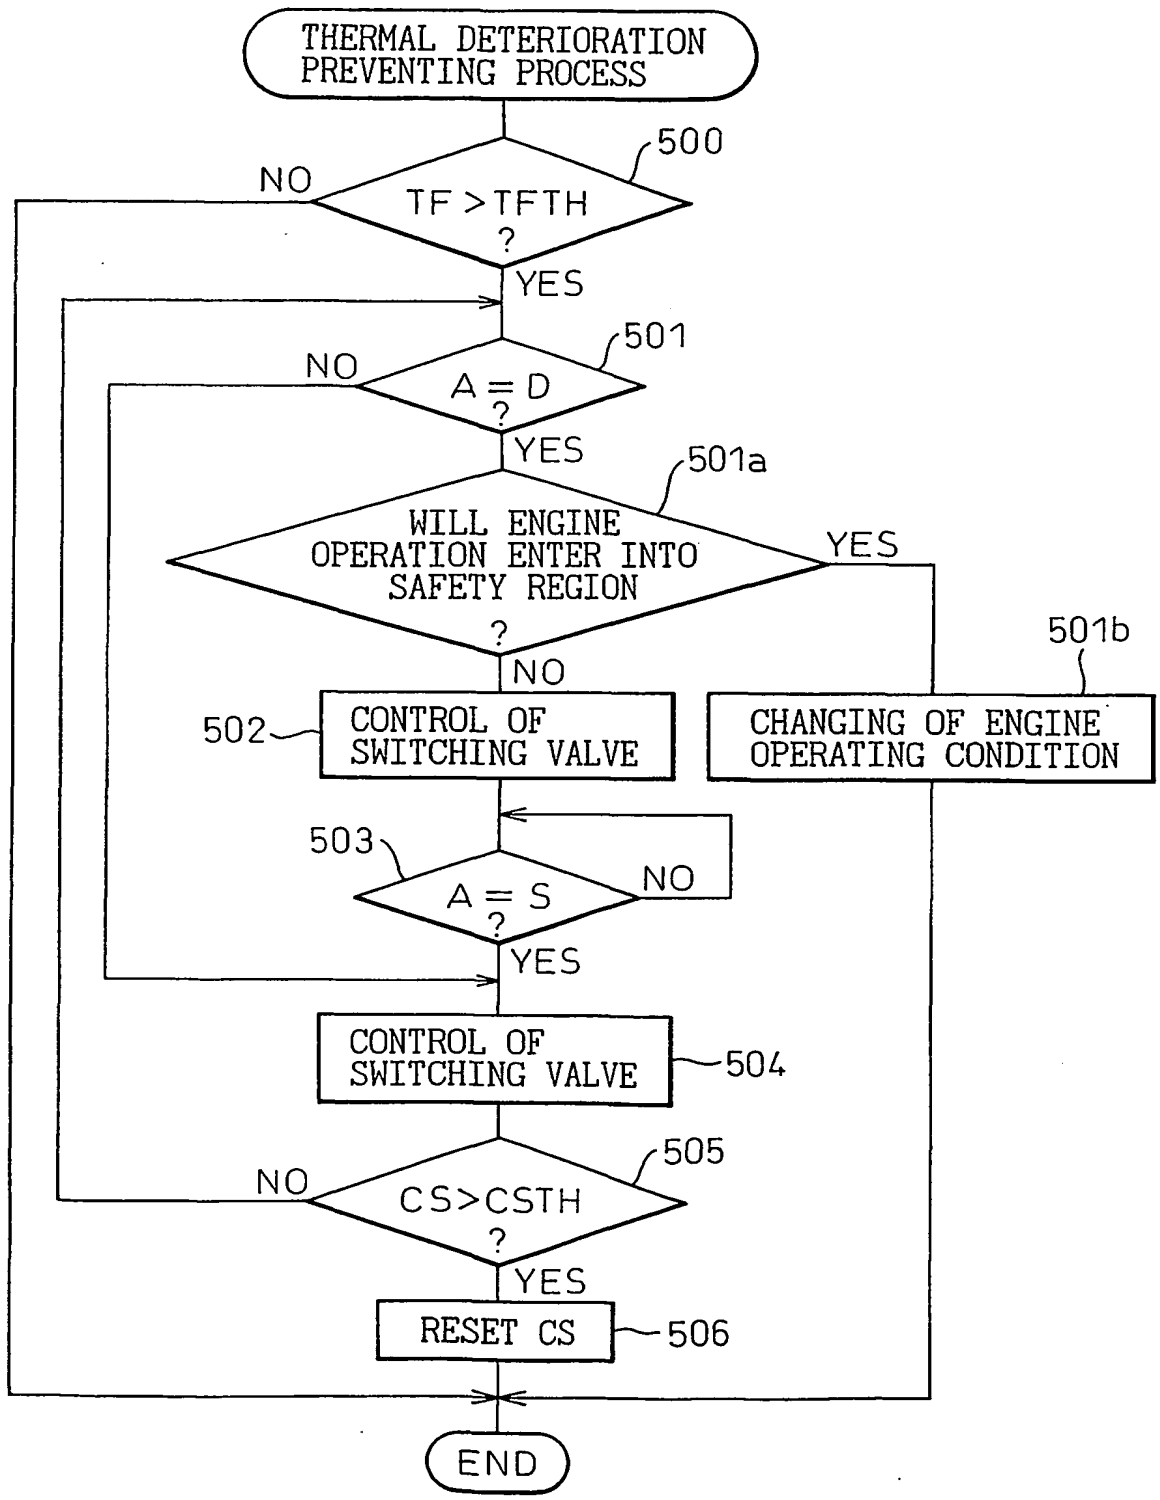 THERMAL DETERIORATION
PREVENTING PROCESS
500
NO
TF > TFTH
?
YES
501
NO
A = D
?
YES
501a
WILL ENGINE
OPERATION ENTER INTO
SAFETY REGION
?
YES
NO
501b
502
CONTROL OF
SWITCHING VALVE
CHANGING OF ENGINE
OPERATING CONDITION
503
A = S
?
NO
YES
CONTROL OF
SWITCHING VALVE
504
505
NO
CS>CSTH
?
YES
RESET CS
506
END